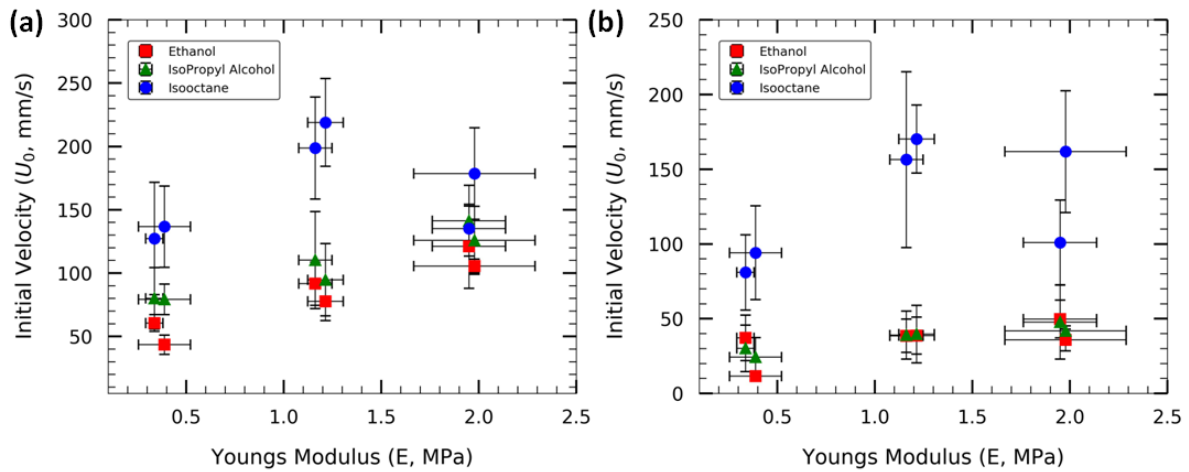 (a)
300
250
200
150
100
50
Initial Velocity (U₀, mm/s)
Ethanol
IsoPropyl Alcohol
Isooctane
0.5
1.0
1.5
2.0
2.5
Youngs Modulus (E, MPa)
(b)
250
200
150
100
50
0
Initial Velocity (U₀, mm/s)
Ethanol
IsoPropyl Alcohol
Isooctane
0.5
1.0
1.5
2.0
2.5
Youngs Modulus (E, MPa)